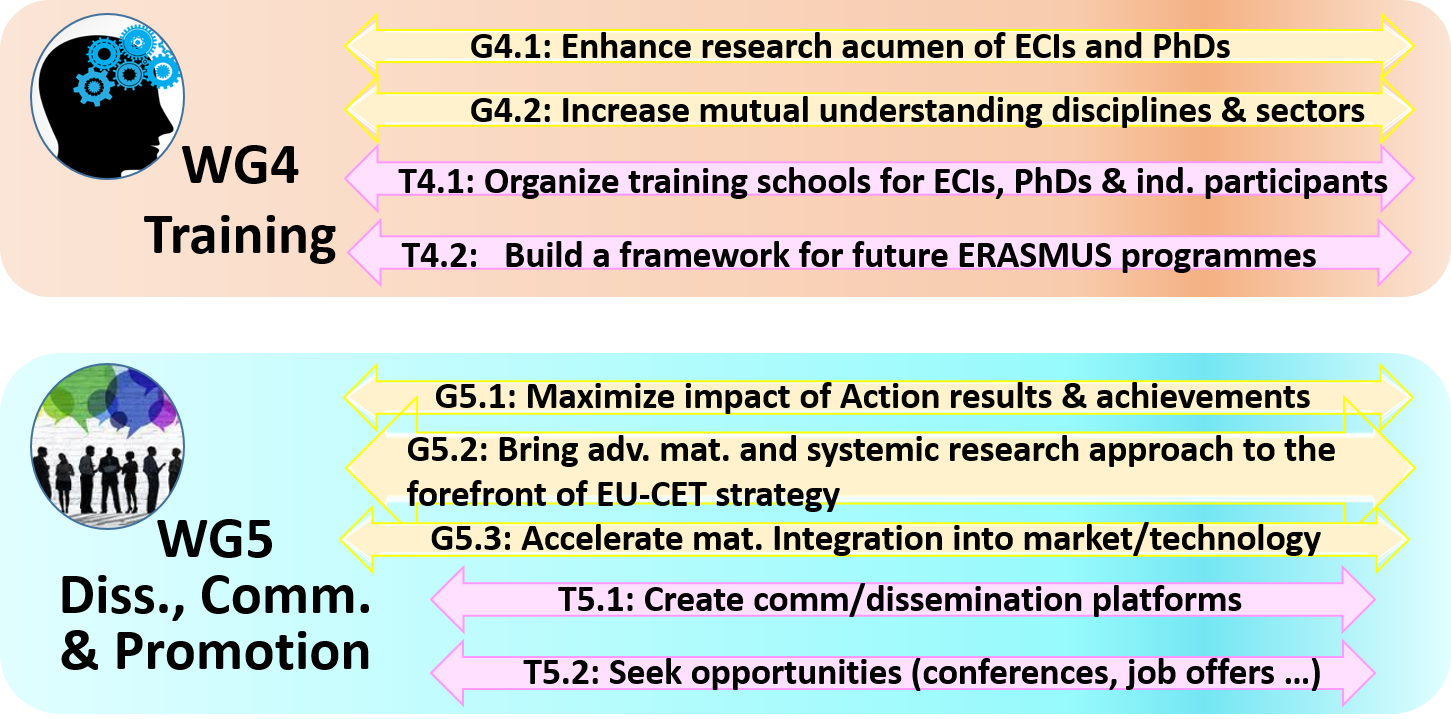 WG4
Training
G4.1: Enhance research acumen of ECIs and PhDs
G4.2: Increase mutual understanding disciplines & sectors
T4.1: Organize training schools for ECIs, PhDs & ind. participants
T4.2: Build a framework for future ERASMUS programmes
WG5
Diss., Comm.
& Promotion
G5.1: Maximize impact of Action results & achievements
G5.2: Bring adv. mat. and systemic research approach to the
forefront of EU-CET strategy
G5.3: Accelerate mat. Integration into market/technology
T5.1: Create comm/dissemination platforms
T5.2: Seek opportunities (conferences, job offers ...)